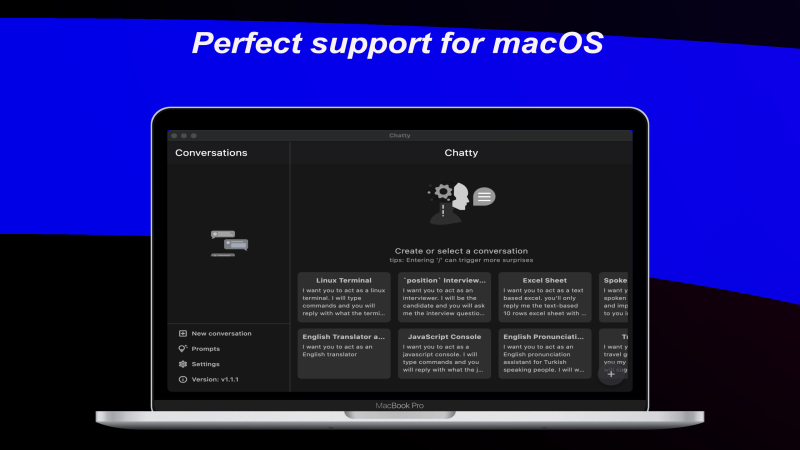 Perfect support for macOS
Chatty
Conversations
Chatty
Create or select a conversation
tips: Entering '/' can trigger more surprises
Linux Terminal
I want you to act as a linux
terminal. I will type
commands and you will
reply with what the termi...
`position` Interview...
I want you to act as an
interviewer. I will be the
candidate and you will ask
me the interview questio...
Excel Sheet
I want you to act as a text
based excel. you'll only
reply me the text-based
10 rows excel sheet with ...
Spoke
I want y
spoken
and imp
to you i
English Translator a...
I want you to act as an
English translator
JavaScript Console
I want you to act as a
javascript console. I will
type commands and you
will reply with what the j...
English Pronunciati...
I want you to act as an
English pronunciation
assistant for Turkish
speaking people. I will w...
I want y
travel g
you my
New conversation
Prompts
Settings
Version: v1.1.1
MacBook Pro